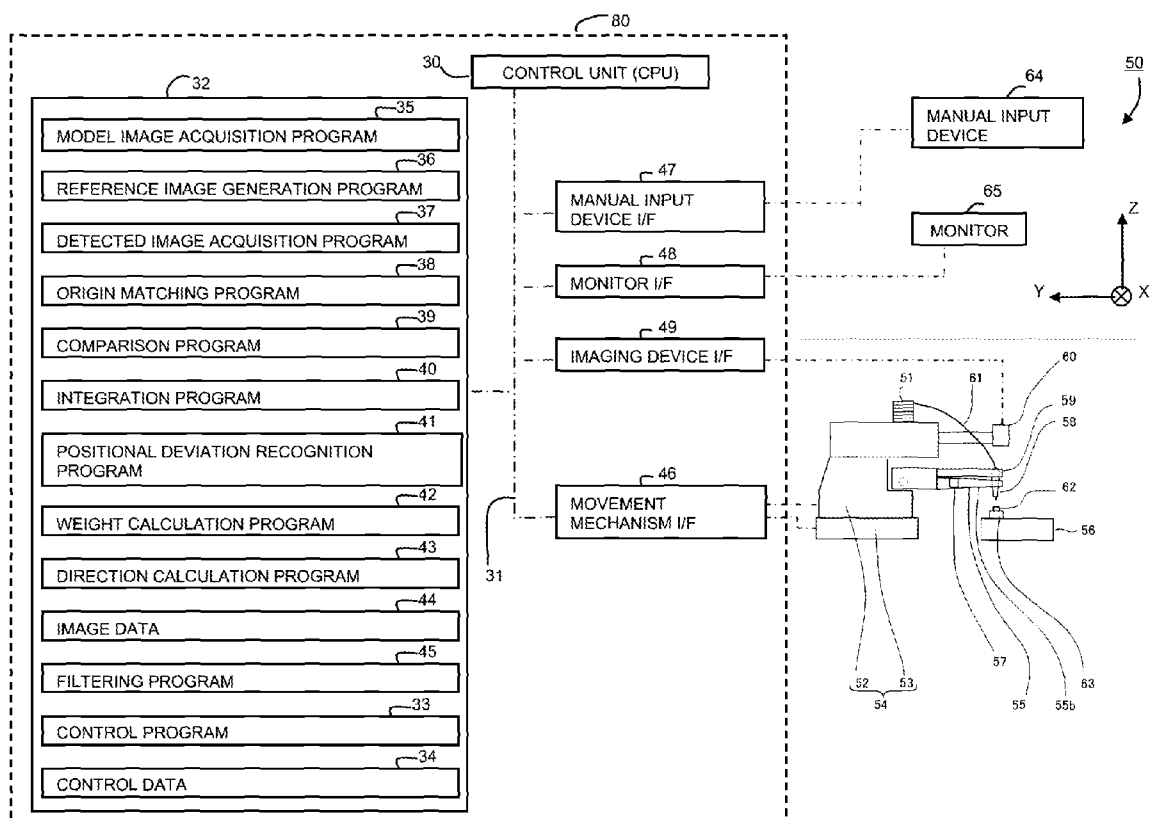 80
30
CONTROL UNIT (CPU)
32
35
MODEL IMAGE ACQUISITION PROGRAM
36
REFERENCE IMAGE GENERATION PROGRAM
37
DETECTED IMAGE ACQUISITION PROGRAM
38
ORIGIN MATCHING PROGRAM
39
COMPARISON PROGRAM
40
INTEGRATION PROGRAM
41
POSITIONAL DEVIATION RECOGNITION
PROGRAM
42
WEIGHT CALCULATION PROGRAM
43
DIRECTION CALCULATION PROGRAM
44
IMAGE DATA
45
FILTERING PROGRAM
33
CONTROL PROGRAM
34
CONTROL DATA
31
47
MANUAL INPUT
DEVICE I/F
48
MONITOR I/F
49
IMAGING DEVICE I/F
46
MOVEMENT
MECHANISM I/F
50
64
MANUAL INPUT
DEVICE
65
MONITOR
Z
Y
X
51
61
60
59
58
62
56
52
53
54
57
55
55b
63